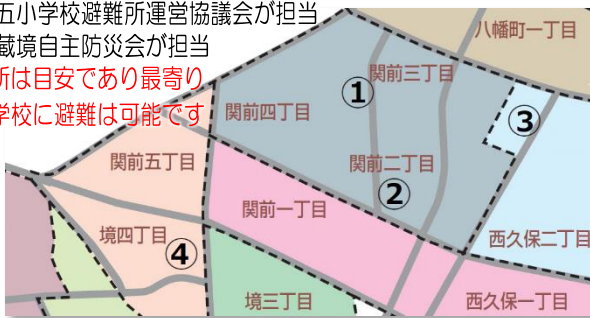 五小学校避難所運営協議会が担当
蔵境自主防災会が担当
所は目安であり最寄り
学校に避難は可能です
八幡町一丁目
関前三丁目
①
関前四丁目
③
関前五丁目
関前二丁目
②
関前一丁目
境四丁目
④
西久保二丁目
境三丁目
西久保一丁目